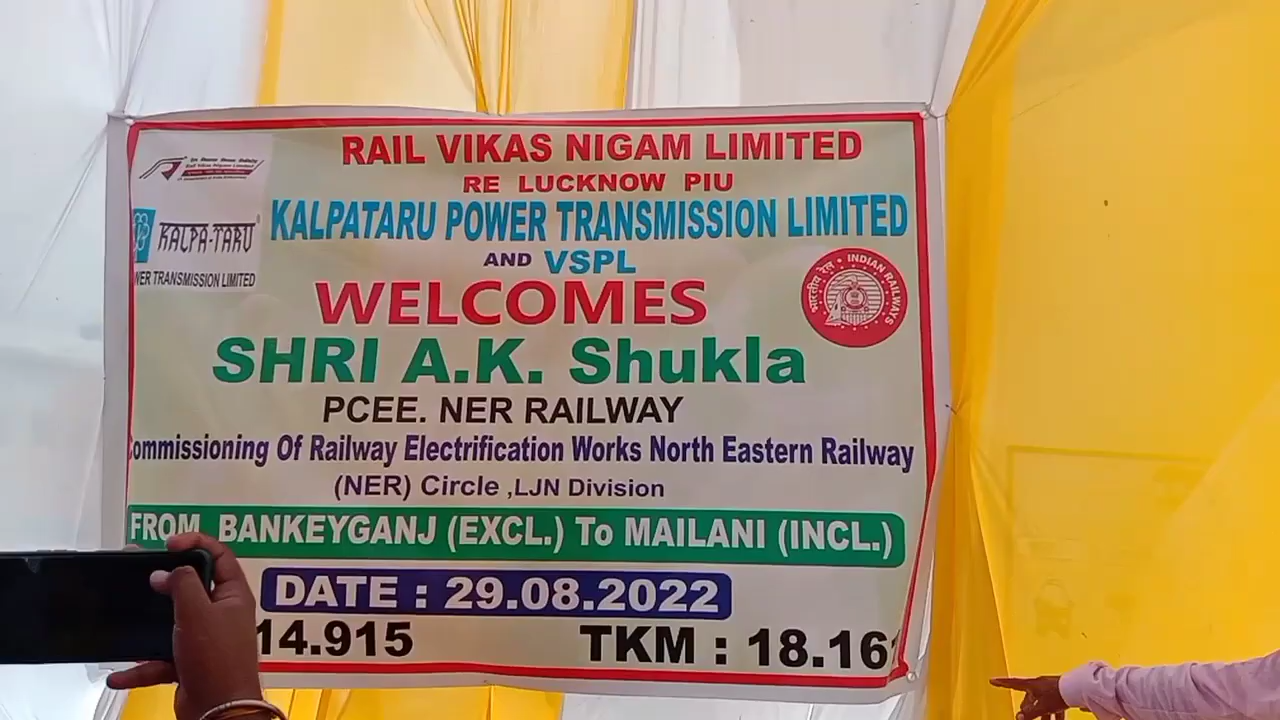 RAIL VIKAS NIGAM LIMITED
RE LUCKNOW PIU
KALPATARU POWER TRANSMISSION LIMITED
KALPA-TARU
WER TRANSMISSION LIMITED
AND VSPL
WELCOMES
भारतीय रेल • INDIAN RAILWAYS
SHRI A.K. Shukla
PCEE. NER RAILWAY
ommissioning Of Railway Electrification Works North Eastern Railway
(NER) Circle ,LJN Division
FROM BANKEYGANJ (EXCL.) To MAILANI (INCL.)
DATE : 29.08.2022
14.915 TKM : 18.16